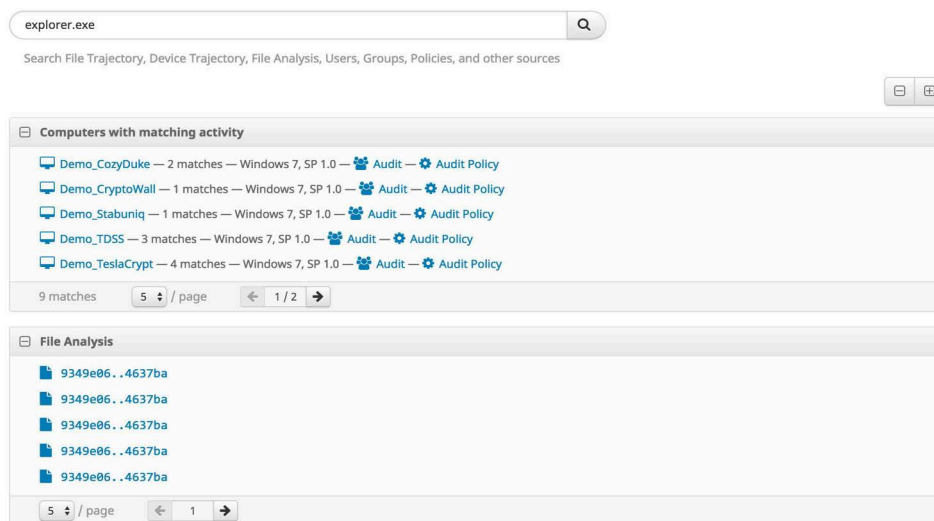 explorer.exe
Search File Trajectory, Device Trajectory, File Analysis, Users, Groups, Policies, and other sources
Computers with matching activity
Demo_CozyDuke — 2 matches — Windows 7, SP 1.0 — Audit — Audit Policy
Demo_CryptoWall — 1 matches — Windows 7, SP 1.0 — Audit — Audit Policy
Demo_Stabuniq — 1 matches — Windows 7, SP 1.0 — Audit — Audit Policy
Demo_TDSS — 3 matches — Windows 7, SP 1.0 — Audit — Audit Policy
Demo_TeslaCrypt — 4 matches — Windows 7, SP 1.0 — Audit — Audit Policy
9 matches 5 / page 1 / 2
File Analysis
9349e06..4637ba
9349e06..4637ba
9349e06..4637ba
9349e06..4637ba
9349e06..4637ba
5 / page 1